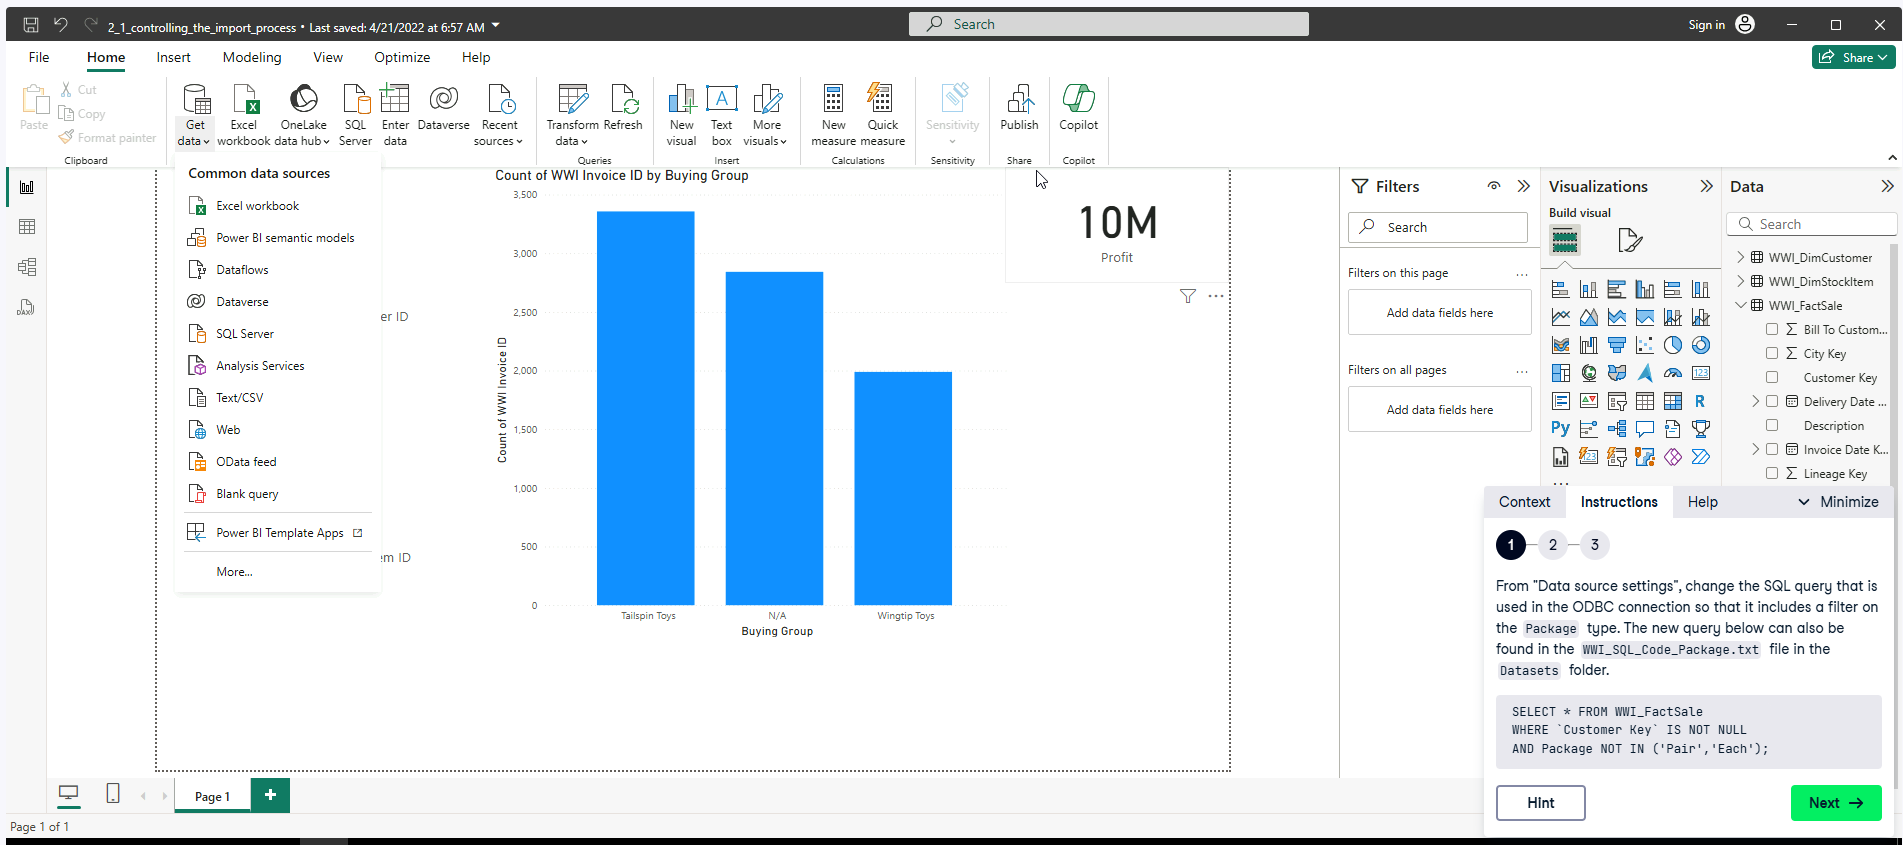 2_1_controlling_the_import_process • Last saved: 4/21/2022 at 6:57 AM
Search
Sign in
File
Home
Insert
Modeling
View
Optimize
Help
Share
Paste
Cut
Copy
Format painter
Clipboard
Get data
Excel workbook
OneLake data hub
SQL Server
Enter data
Dataverse
Recent sources
Transform data
Refresh
Queries
New visual
Text box
More visuals
Insert
New measure
Quick measure
Calculations
Sensitivity
Sensitivity
Publish
Share
Copilot
Copilot
Common data sources
Excel workbook
Power BI semantic models
Dataflows
Dataverse
SQL Server
Analysis Services
Text/CSV
Web
OData feed
Blank query
Power BI Template Apps
More...
er ID
em ID
Count of WWI Invoice ID by Buying Group
3,500
3,000
2,500
2,000
1,500
1,000
500
0
Count of WWI Invoice ID
Tailspin Toys
N/A
Wingtip Toys
Buying Group
10M
Profit
Filters
Search
Filters on this page
...
Add data fields here
Filters on all pages
...
Add data fields here
Visualizations
Build visual
123
R
Py
123
Data
Search
WWI_DimCustomer
WWI_DimStockItem
WWI_FactSale
Bill To Custom...
City Key
Customer Key
Delivery Date ...
Description
Invoice Date K...
Lineage Key
DAX
Context
Instructions
Help
Minimize
1
2
3
From "Data source settings", change the SQL query that is
used in the ODBC connection so that it includes a filter on
the Package type. The new query below can also be
found in the WWI_SQL_Code_Package.txt file in the
Datasets folder.
SELECT * FROM WWI_FactSale
WHERE `Customer Key` IS NOT NULL
AND Package NOT IN ('Pair','Each');
Hint
Next →
Page 1
+
Page 1 of 1